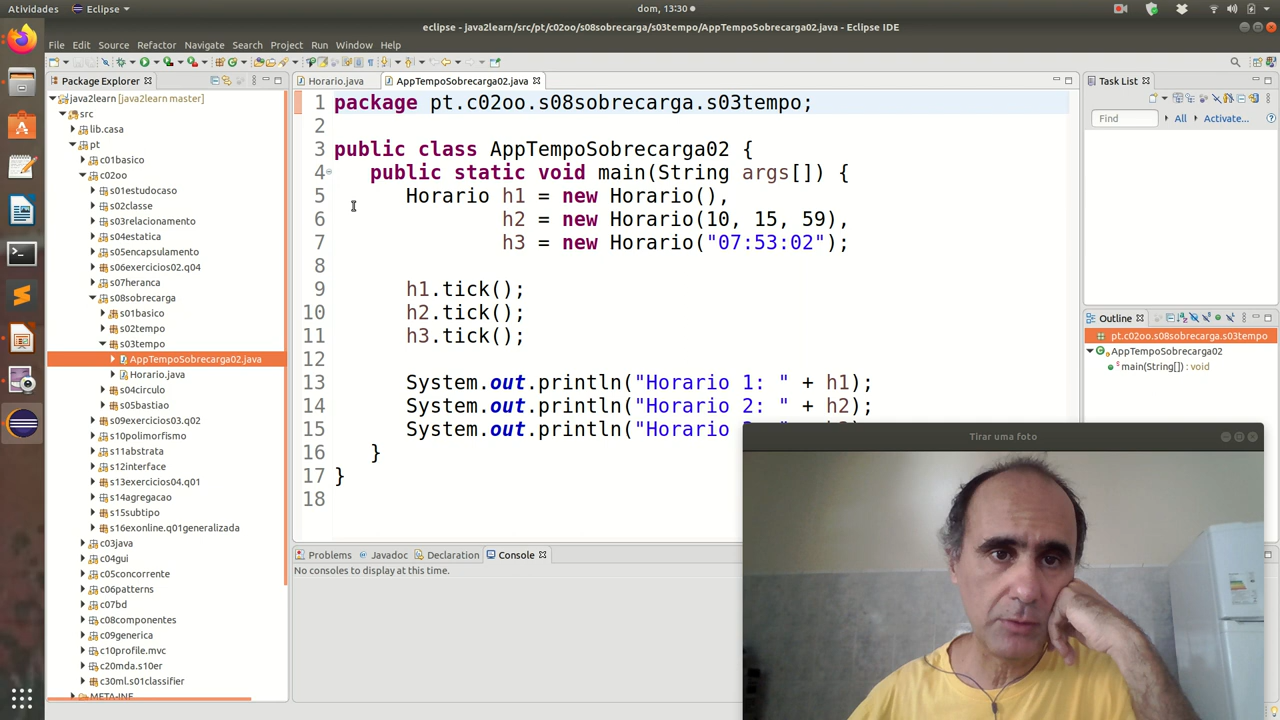 Atividades
Eclipse
dom, 13:30
eclipse - java2learn/src/pt/c02oo/s08sobrecarga/s03tempo/AppTempoSobrecarga02.java - Eclipse IDE
File Edit Source Refactor Navigate Search Project Run Window Help
Package Explorer
java2learn [java2learn master]
src
lib.casa
pt
c01basico
c02oo
s01estudocaso
s02classe
s03relacionamento
s04estatica
s05encapsulamento
s06exercicios02.q04
s07heranca
s08sobrecarga
s01basico
s02tempo
s03tempo
AppTempoSobrecarga02.java
Horario.java
s04circulo
s05bastiao
s09exercicios03.q02
s10polimorfismo
s11abstrata
s12interface
s13exercicios04.q01
s14agregacao
s15subtipo
s16exonline.q01generalizada
c03java
c04gui
c05concorrente
c06patterns
c07bd
c08componentes
c09generica
c10profile.mvc
c20mda.s10er
c30ml.s01classifier
META-INF
Horario.java
AppTempoSobrecarga02.java
1 package pt.c02oo.s08sobrecarga.s03tempo;
2
3 public class AppTempoSobrecarga02 {
4 public static void main(String args[]) {
5 Horario h1 = new Horario(),
6 h2 = new Horario(10, 15, 59),
7 h3 = new Horario("07:53:02");
8
9 h1.tick();
10 h2.tick();
11 h3.tick();
12
13 System.out.println("Horario 1: " + h1);
14 System.out.println("Horario 2: " + h2);
15 System.out.println("Horario
16 }
17 }
18
Problems Javadoc Declaration Console
No consoles to display at this time.
Task List
Find All Activate...
Outline
pt.c02oo.s08sobrecarga.s03tempo
AppTempoSobrecarga02
main(String[]) : void
Tirar uma foto